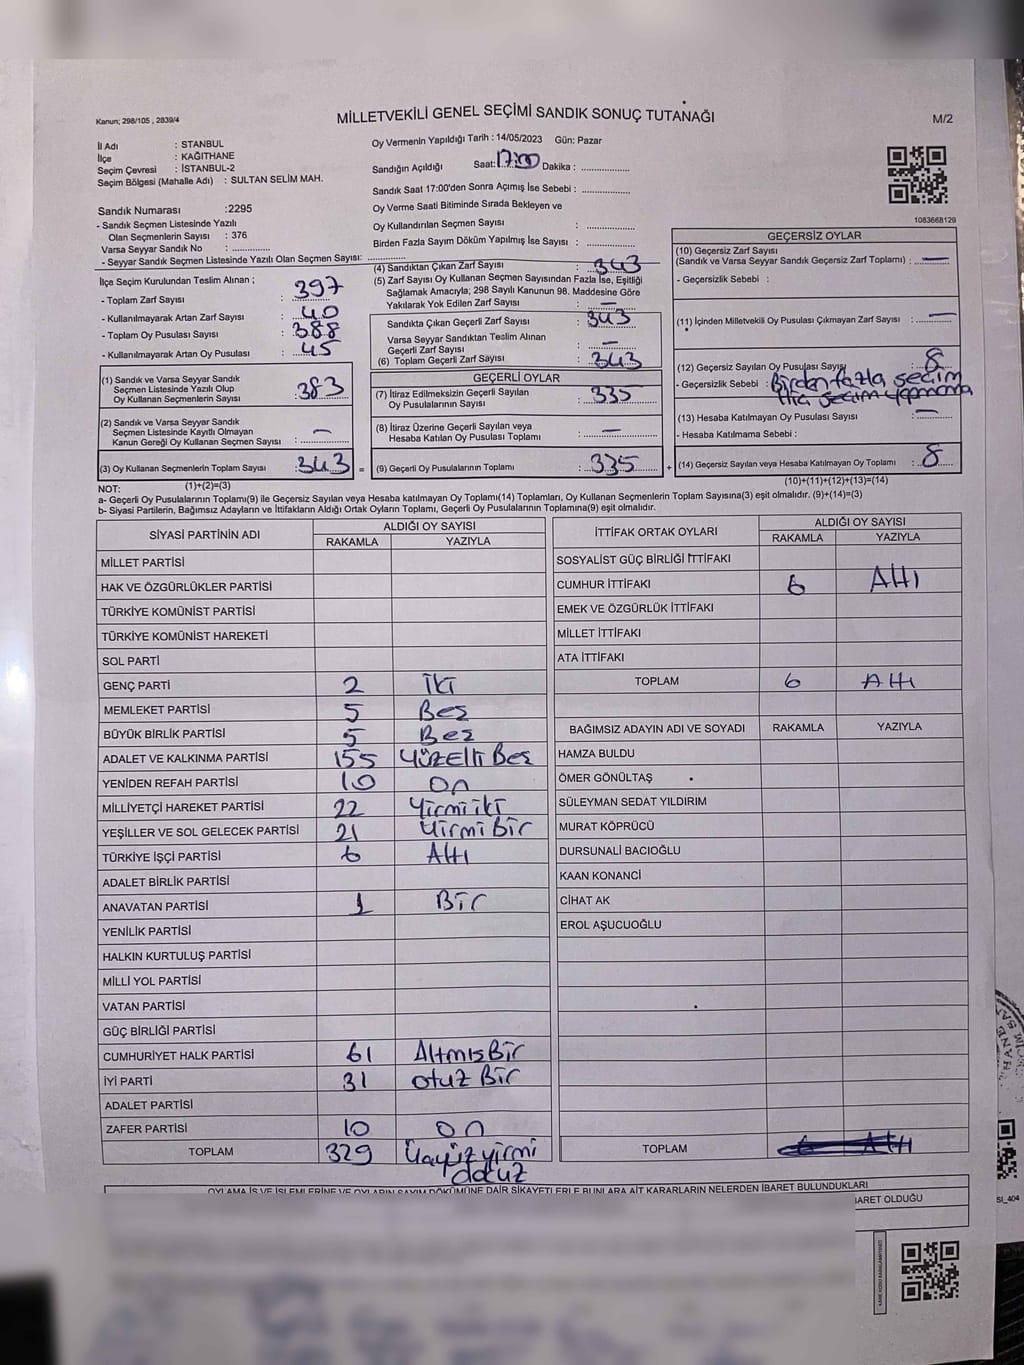 Kanun; 298/105 , 2839/4
MİLLETVEKİLİ GENEL SEÇİMİ SANDIK SONUÇ TUTANAĞI
M/2
İl Adı : STANBUL
İlçe : KAĞITHANE
Seçim Çevresi : İSTANBUL-2
Seçim Bölgesi (Mahalle Adı) : SULTAN SELİM MAH.
Oy Vermenin Yapıldığı Tarih : 14/05/2023 Gün: Pazar
Sandığın Açıldığı Saat: 17:00 Dakika : ................
Sandık Saat 17:00'den Sonra Açımış İse Sebebi : ................
Oy Verme Saati Bitiminde Sırada Bekleyen ve
Oy Kullandırılan Seçmen Sayısı : ................
Birden Fazla Sayım Döküm Yapılmış İse Sayısı : ................
1083668129
Sandık Numarası :2295
- Sandık Seçmen Listesinde Yazılı
Olan Seçmenlerin Sayısı : 376
Varsa Seyyar Sandık No : ............
- Seyyar Sandık Seçmen Listesinde Yazılı Olan Seçmen Sayısı: ............
İlçe Seçim Kurulundan Teslim Alınan ;
- Toplam Zarf Sayısı : 397
- Kullanılmayarak Artan Zarf Sayısı : 40
- Toplam Oy Pusulası Sayısı : 388
- Kullanılmayarak Artan Oy Pusulası : 45
(1) Sandık ve Varsa Seyyar Sandık
Seçmen Listesinde Yazılı Olup
Oy Kullanan Seçmenlerin Sayısı : 383
(2) Sandık ve Varsa Seyyar Sandık
Seçmen Listesinde Kayıtlı Olmayan
Kanun Gereği Oy Kullanan Seçmen Sayısı : —
(3) Oy Kullanan Seçmenlerin Toplam Sayısı : 343 =
(1)+(2)=(3)
(4) Sandıktan Çıkan Zarf Sayısı : 343
(5) Zarf Sayısı Oy Kullanan Seçmen Sayısından Fazla İse, Eşitliği
Sağlamak Amacıyla; 298 Sayılı Kanunun 98. Maddesine Göre
Yakılarak Yok Edilen Zarf Sayısı : —
Sandıkta Çıkan Geçerli Zarf Sayısı : 343
Varsa Seyyar Sandıktan Teslim Alınan
Geçerli Zarf Sayısı : —
(6) Toplam Geçerli Zarf Sayısı : 343
GEÇERLİ OYLAR
(7) İtiraz Edilmeksizin Geçerli Sayılan
Oy Pusulalarının Sayısı : 335
(8) İtiraz Üzerine Geçerli Sayılan veya
Hesaba Katılan Oy Pusulası Toplamı : —
(9) Geçerli Oy Pusulalarının Toplamı : 335 +
GEÇERSİZ OYLAR
(10) Geçersiz Zarf Sayısı
(Sandık ve Varsa Seyyar Sandık Geçersiz Zarf Toplamı) : —
- Geçersizlik Sebebi :
(11) İçinden Milletvekili Oy Pusulası Çıkmayan Zarf Sayısı : —
(12) Geçersiz Sayılan Oy Pusulası Sayısı 8
- Geçersizlik Sebebi : Birden fazla seçim
Hiç seçim yapmama
(13) Hesaba Katılmayan Oy Pusulası Sayısı : —
- Hesaba Katılmama Sebebi :
(14) Geçersiz Sayılan veya Hesaba Katılmayan Oy Toplamı : 8
(10)+(11)+(12)+(13)=(14)
NOT:
a- Geçerli Oy Pusulalarının Toplamı(9) ile Geçersiz Sayılan veya Hesaba katılmayan Oy Toplamı(14) Toplamları, Oy Kullanan Seçmenlerin Toplam Sayısına(3) eşit olmalıdır. (9)+(14)=(3)
b- Siyasi Partilerin, Bağımsız Adayların ve İttifakların Aldığı Ortak Oyların Toplamı, Geçerli Oy Pusulalarının Toplamına(9) eşit olmalıdır.
SİYASİ PARTİNİN ADI ALDIĞI OY SAYISI
RAKAMLA YAZIYLA
MİLLET PARTİSİ
HAK VE ÖZGÜRLÜKLER PARTİSİ
TÜRKİYE KOMÜNİST PARTİSİ
TÜRKİYE KOMÜNİST HAREKETİ
SOL PARTİ
GENÇ PARTİ 2 İki
MEMLEKET PARTİSİ 5 Beş
BÜYÜK BİRLİK PARTİSİ 5 Beş
ADALET VE KALKINMA PARTİSİ 155 Yüzelli Beş
YENİDEN REFAH PARTİSİ 10 On
MİLLİYETÇİ HAREKET PARTİSİ 22 Yirmi iki
YEŞİLLER VE SOL GELECEK PARTİSİ 21 Yirmi Bir
TÜRKİYE İŞÇİ PARTİSİ 6 Altı
ADALET BİRLİK PARTİSİ
ANAVATAN PARTİSİ 1 Bir
YENİLİK PARTİSİ
HALKIN KURTULUŞ PARTİSİ
MİLLİ YOL PARTİSİ
VATAN PARTİSİ
GÜÇ BİRLİĞİ PARTİSİ
CUMHURİYET HALK PARTİSİ 61 Altmış Bir
İYİ PARTİ 31 otuz Bir
ADALET PARTİSİ
ZAFER PARTİSİ 10 On
TOPLAM 329 Üçyüz yirmi
dokuz
İTTİFAK ORTAK OYLARI ALDIĞI OY SAYISI
RAKAMLA YAZIYLA
SOSYALİST GÜÇ BİRLİĞİ İTTİFAKI
CUMHUR İTTİFAKI 6 Altı
EMEK VE ÖZGÜRLÜK İTTİFAKI
MİLLET İTTİFAKI
ATA İTTİFAKI
TOPLAM 6 Altı
BAĞIMSIZ ADAYIN ADI VE SOYADI RAKAMLA YAZIYLA
HAMZA BULDU
ÖMER GÖNÜLTAŞ
SÜLEYMAN SEDAT YILDIRIM
MURAT KÖPRÜCÜ
DURSUNALİ BACIOĞLU
KAAN KONANCİ
CİHAT AK
EROL AŞUCUOĞLU
TOPLAM 6 Altı
OYLAMA İŞ VE İŞLEMLERİNE VE OYLARIN SAYIM DÖKÜMÜNE DAİR ŞİKAYETLERLE BUNLARA AİT KARARLARIN NELERDEN İBARET BULUNDUKLARI
İBARET OLDUĞU